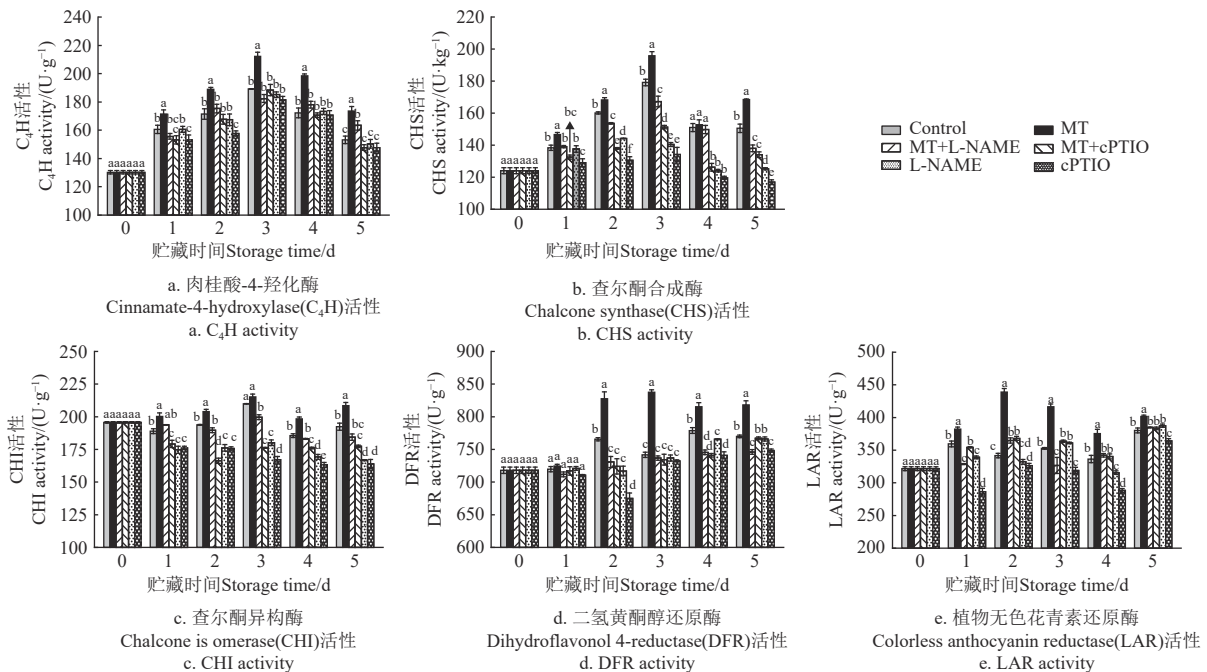 C₄H活性
C₄H activity/(U·g⁻¹)
240
220
200
180
160
140
120
100
aaaaaa
0 1 2 3 4 5
贮藏时间Storage time/d
a. 肉桂酸-4-羟化酶
Cinnamate-4-hydroxylase(C₄H)活性
a. C₄H activity
CHS活性
CHS activity/(U·kg⁻¹)
220
200
180
160
140
120
100
aaaaaa
bc
0 1 2 3 4 5
贮藏时间Storage time/d
b. 查尔酮合成酶
Chalcone synthase(CHS)活性
b. CHS activity
Control
MT
MT+L-NAME
MT+cPTIO
L-NAME
cPTIO
CHI活性
CHI activity/(U·g⁻¹)
250
225
200
175
150
125
100
aaaaaa
0 1 2 3 4 5
贮藏时间Storage time/d
c. 查尔酮异构酶
Chalcone is omerase(CHI)活性
c. CHI activity
DFR活性
DFR activity/(U·g⁻¹)
900
850
800
750
700
650
600
aaaaaa
0 1 2 3 4 5
贮藏时间Storage time/d
d. 二氢黄酮醇还原酶
Dihydroflavonol 4-reductase(DFR)活性
d. DFR activity
LAR活性
LAR activity/(U·g⁻¹)
500
450
400
350
300
250
200
aaaaaa
0 1 2 3 4 5
贮藏时间Storage time/d
e. 植物无色花青素还原酶
Colorless anthocyanin reductase(LAR)活性
e. LAR activity